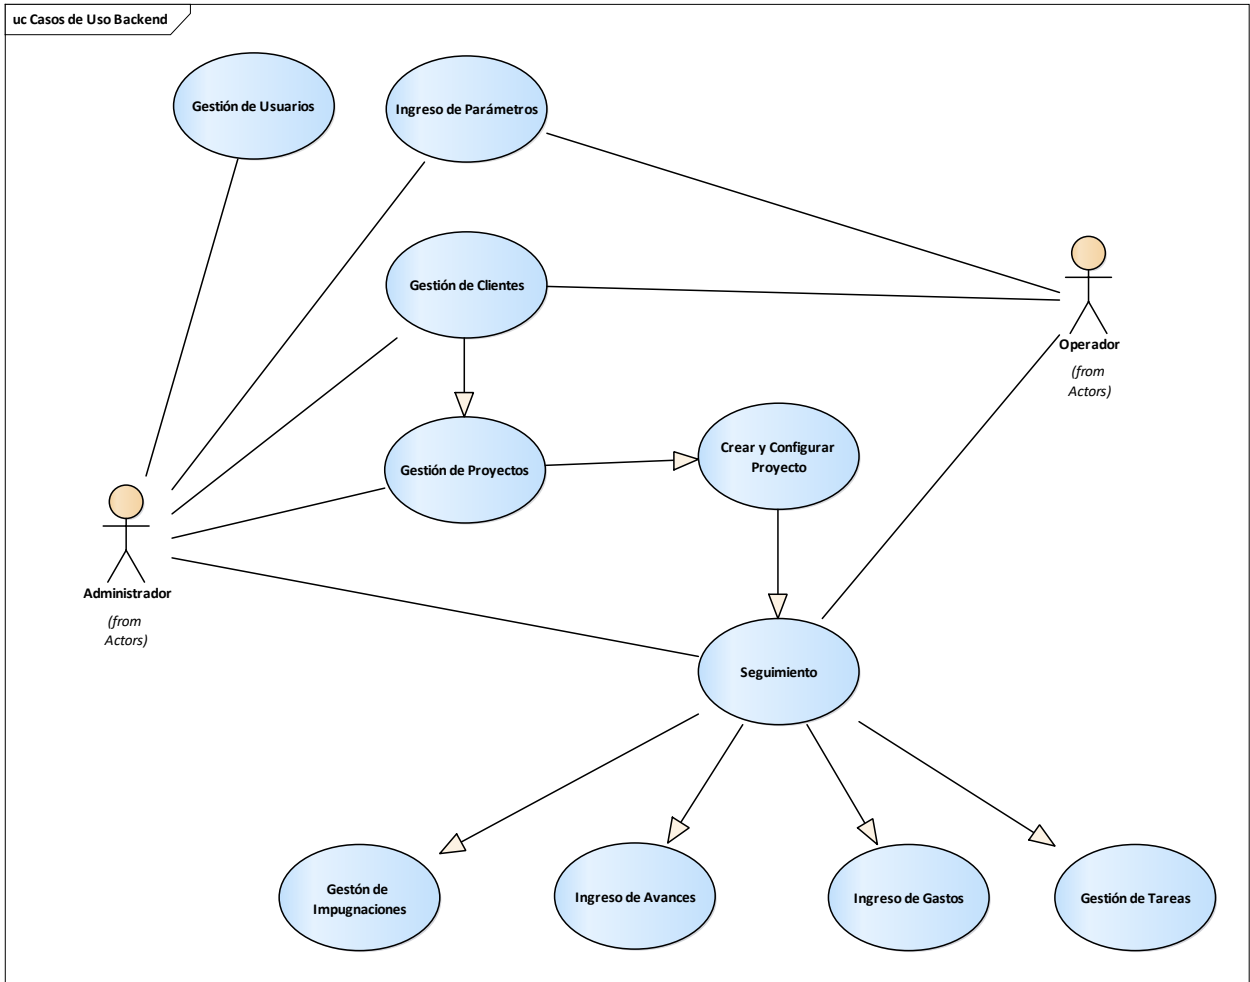 uc Casos de Uso Backend
Gestión de Usuarios
Ingreso de Parámetros
Gestión de Clientes
Operador
(from
Actors)
Gestión de Proyectos
Crear y Configurar
Proyecto
Administrador
(from
Actors)
Seguimiento
Gestón de
Impugnaciones
Ingreso de Avances
Ingreso de Gastos
Gestión de Tareas